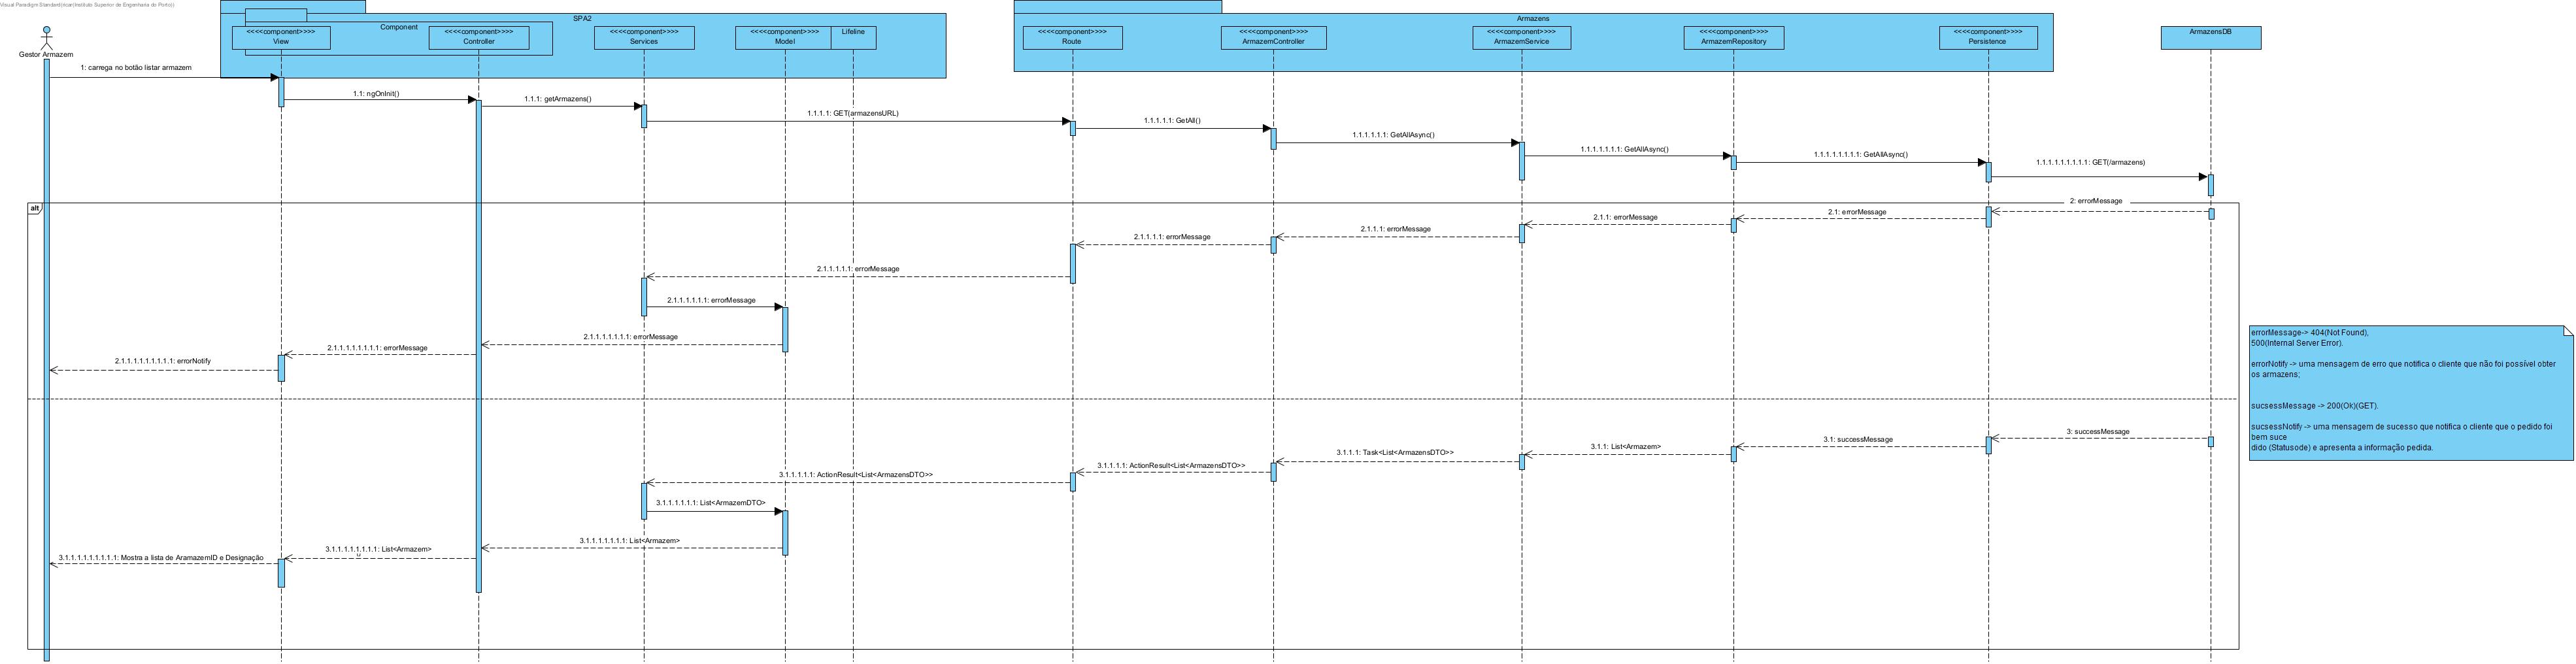 Visual Paradigm Standard(ricar(Instituto Superior de Engenharia do Porto))
SPA2
Armazens
Component
<<<<component>>>>
View
<<<<component>>>>
Controller
<<<<component>>>>
Services
<<<<component>>>>
Model
Lifeline
<<<<component>>>>
Route
<<<<component>>>>
ArmazemController
<<<<component>>>>
ArmazemService
<<<<component>>>>
ArmazemRepository
<<<<component>>>>
Persistence
ArmazensDB
Gestor Armazem
1: carrega no botão listar armazem
1.1: ngOnInit()
1.1.1: getArmazens()
1.1.1.1: GET(armazensURL)
1.1.1.1.1: GetAll()
1.1.1.1.1.1: GetAllAsync()
1.1.1.1.1.1.1: GetAllAsync()
1.1.1.1.1.1.1.1: GetAllAsync()
1.1.1.1.1.1.1.1.1: GET(/armazens)
alt
2: errorMessage
2.1: errorMessage
2.1.1: errorMessage
2.1.1.1: errorMessage
2.1.1.1.1: errorMessage
2.1.1.1.1.1: errorMessage
2.1.1.1.1.1.1: errorMessage
2.1.1.1.1.1.1.1: errorMessage
2.1.1.1.1.1.1.1.1: errorMessage
2.1.1.1.1.1.1.1.1.1: errorNotify
errorMessage-> 404(Not Found),
500(Internal Server Error).
errorNotify -> uma mensagem de erro que notifica o cliente que não foi possível obter
os armazens;
sucsessMessage -> 200(Ok)(GET).
sucsessNotify -> uma mensagem de sucesso que notifica o cliente que o pedido foi
bem suce
dido (Statusode) e apresenta a informação pedida.
3: successMessage
3.1: successMessage
3.1.1: List<Armazem>
3.1.1.1: Task<List<ArmazensDTO>>
3.1.1.1.1: ActionResult<List<ArmazensDTO>>
3.1.1.1.1.1: ActionResult<List<ArmazensDTO>>
3.1.1.1.1.1.1: List<ArmazemDTO>
3.1.1.1.1.1.1.1: List<Armazem>
3.1.1.1.1.1.1.1.1: List<Armazem>
3.1.1.1.1.1.1.1.1.1: Mostra a lista de AramazemID e Designação